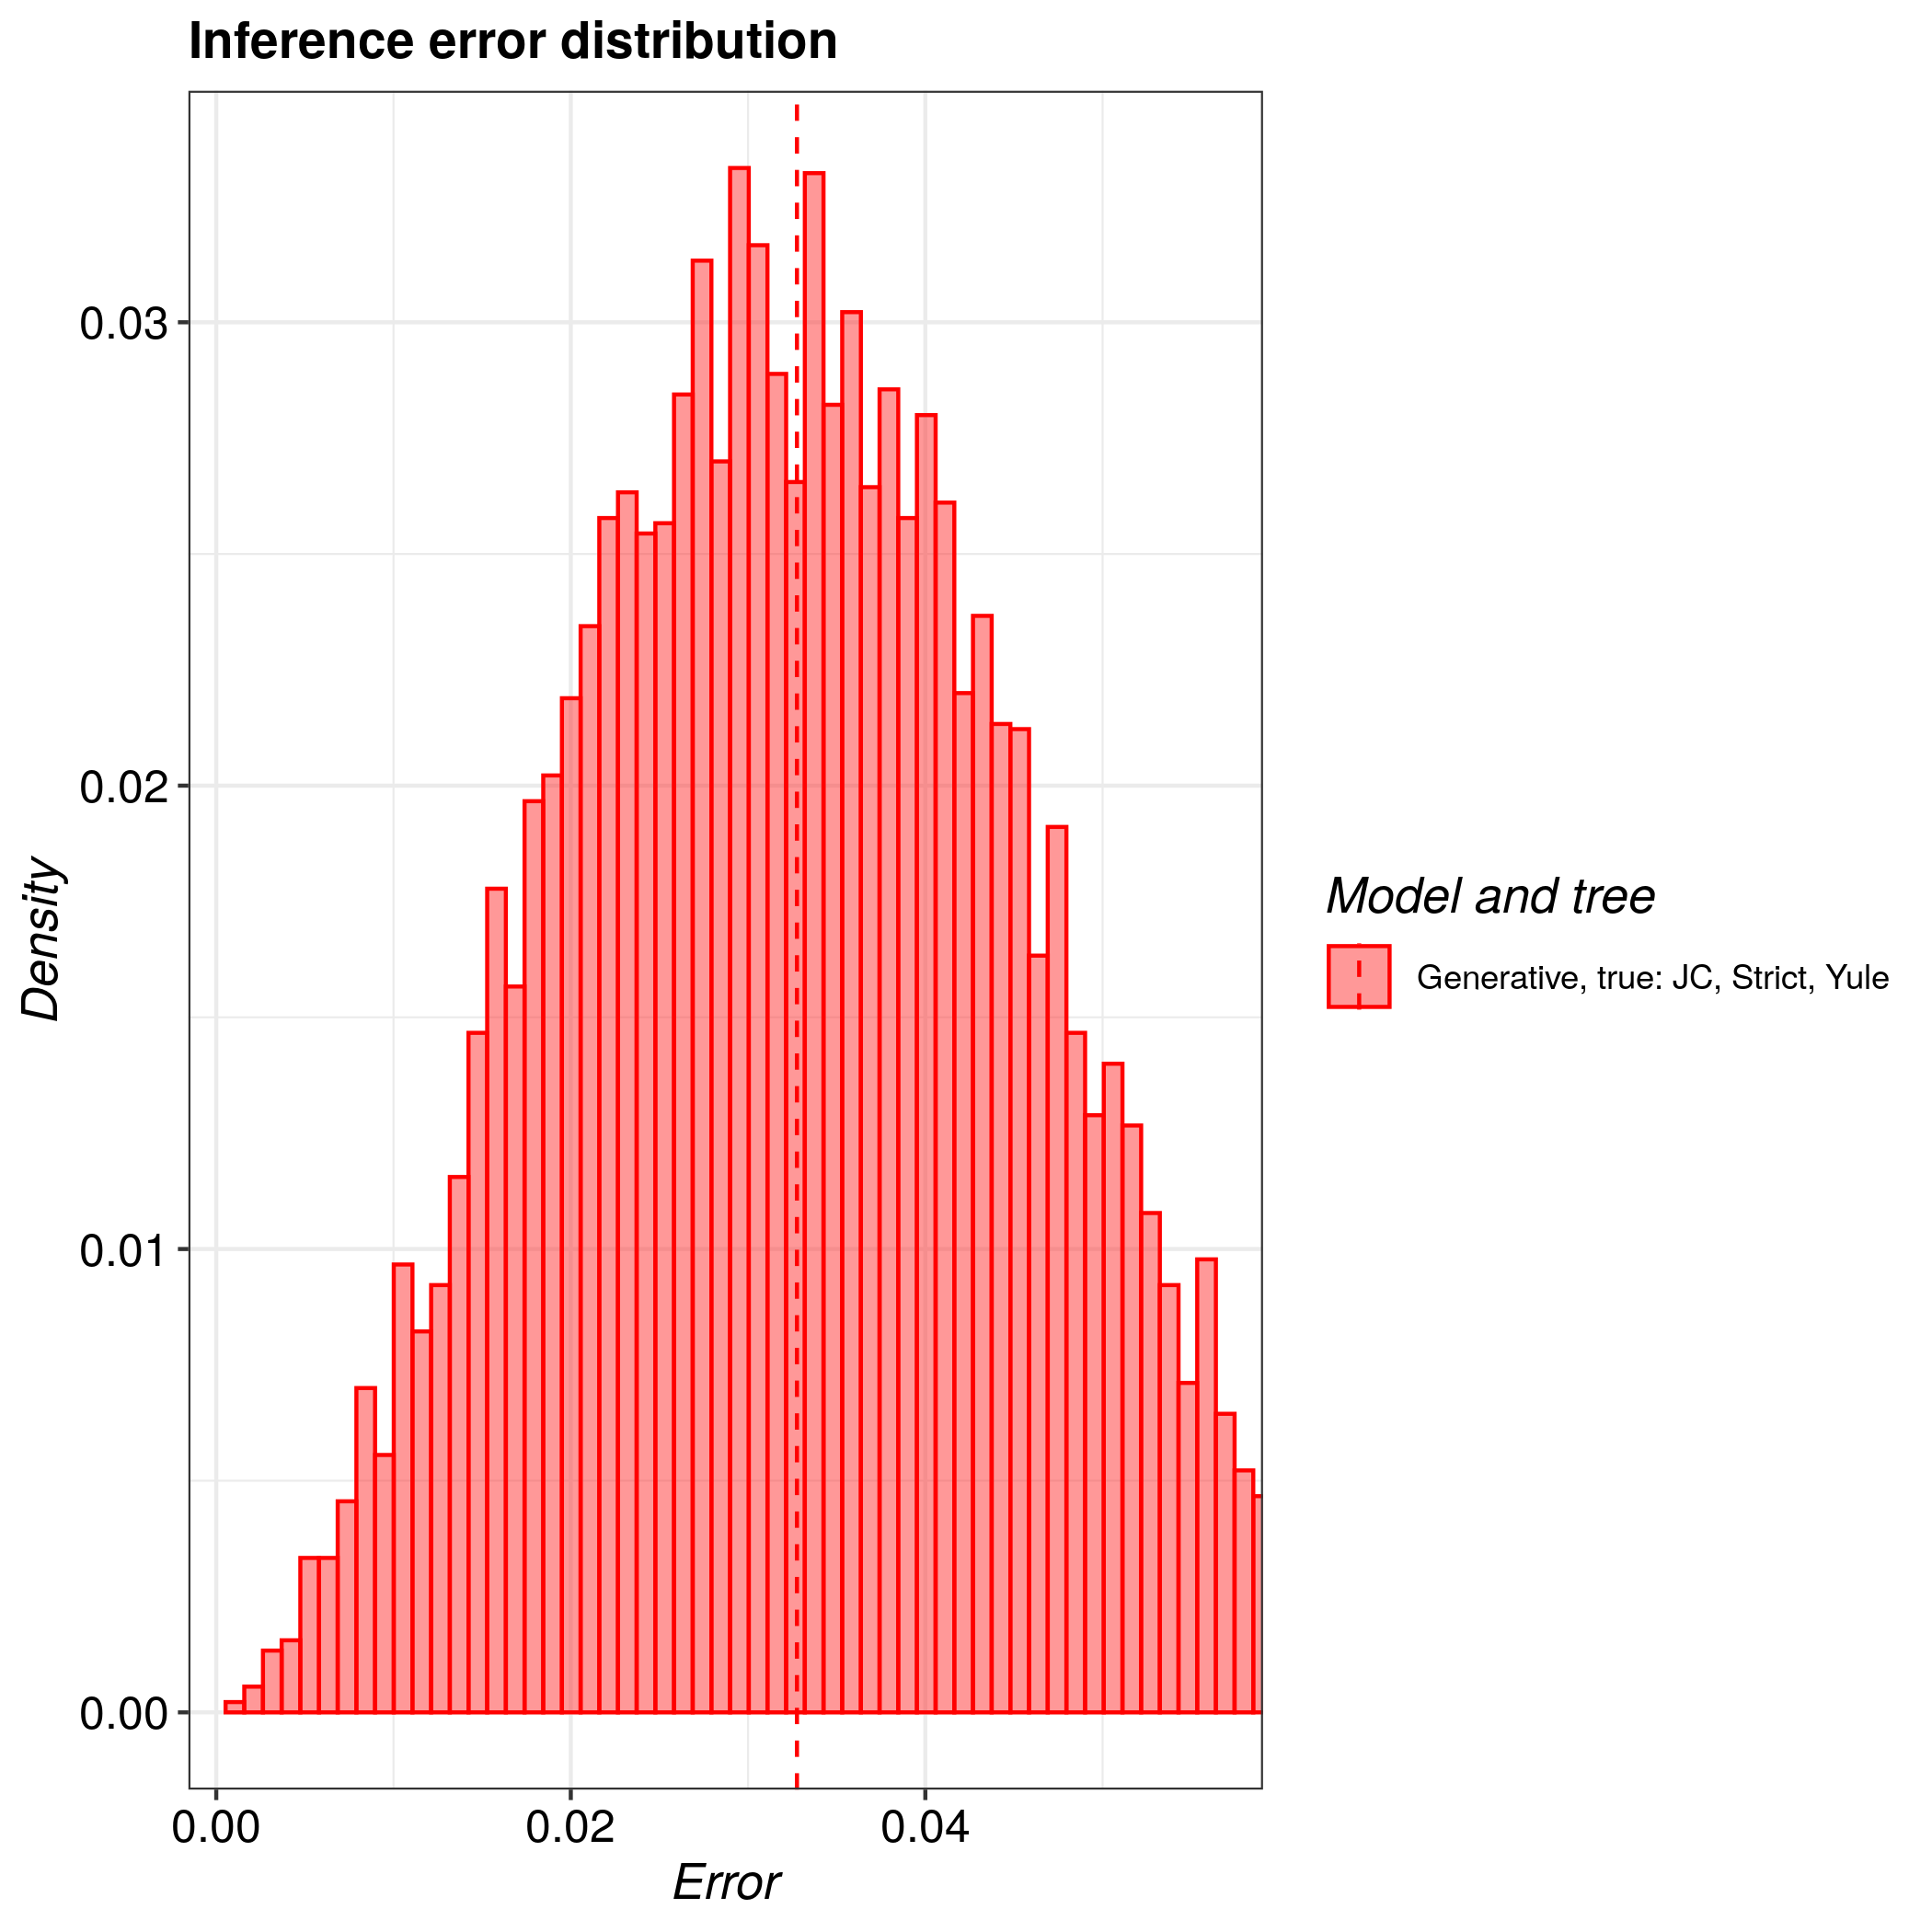 Inference error distribution
0.03
0.02
0.01
0.00
Density
0.00 0.02 0.04
Error
Model and tree
Generative, true: JC, Strict, Yule